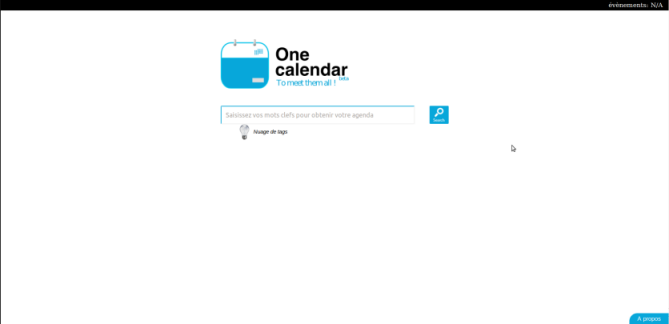 évènements: N/A
One
calendar
To meet them all ! beta
Saisissez vos mots clefs pour obtenir votre agenda
Search
Nuage de tags
A propos